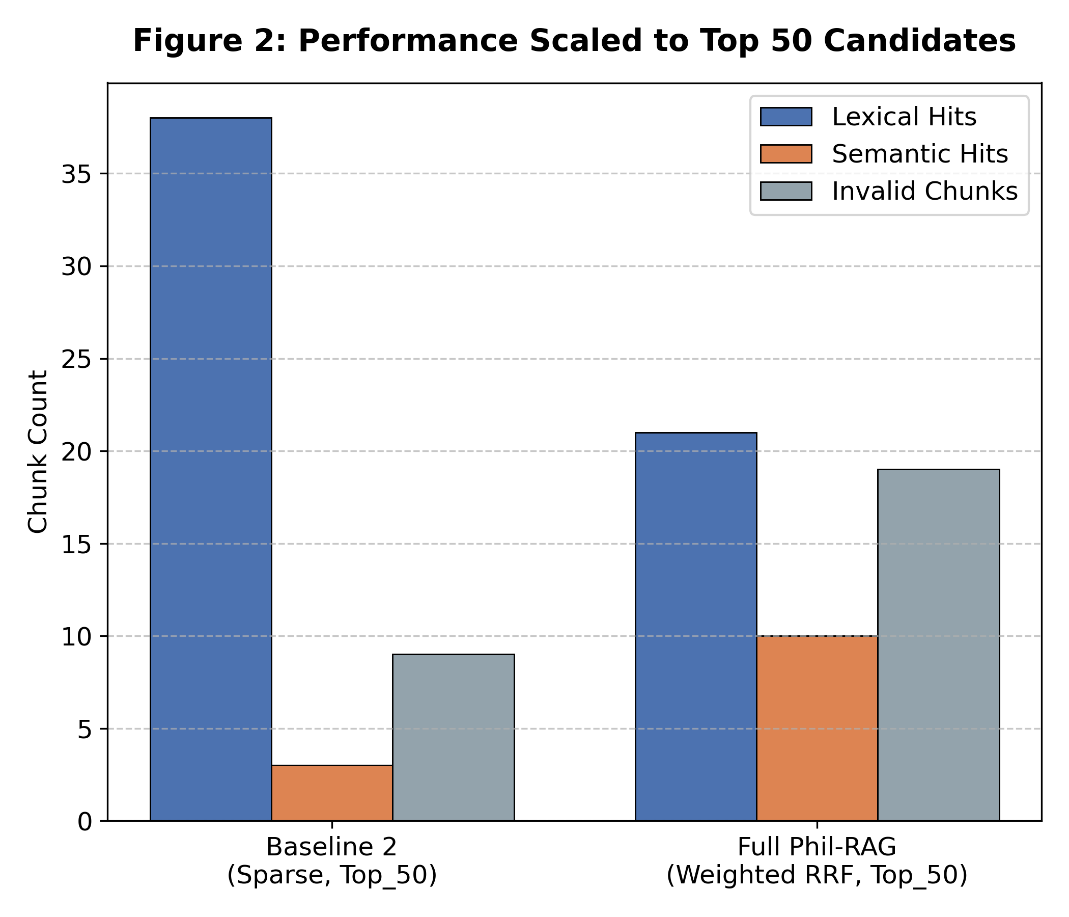 Figure 2: Performance Scaled to Top 50 Candidates
Lexical Hits
Semantic Hits
Invalid Chunks
Chunk Count
35
30
25
20
15
10
5
0
Baseline 2
(Sparse, Top_50)
Full Phil-RAG
(Weighted RRF, Top_50)